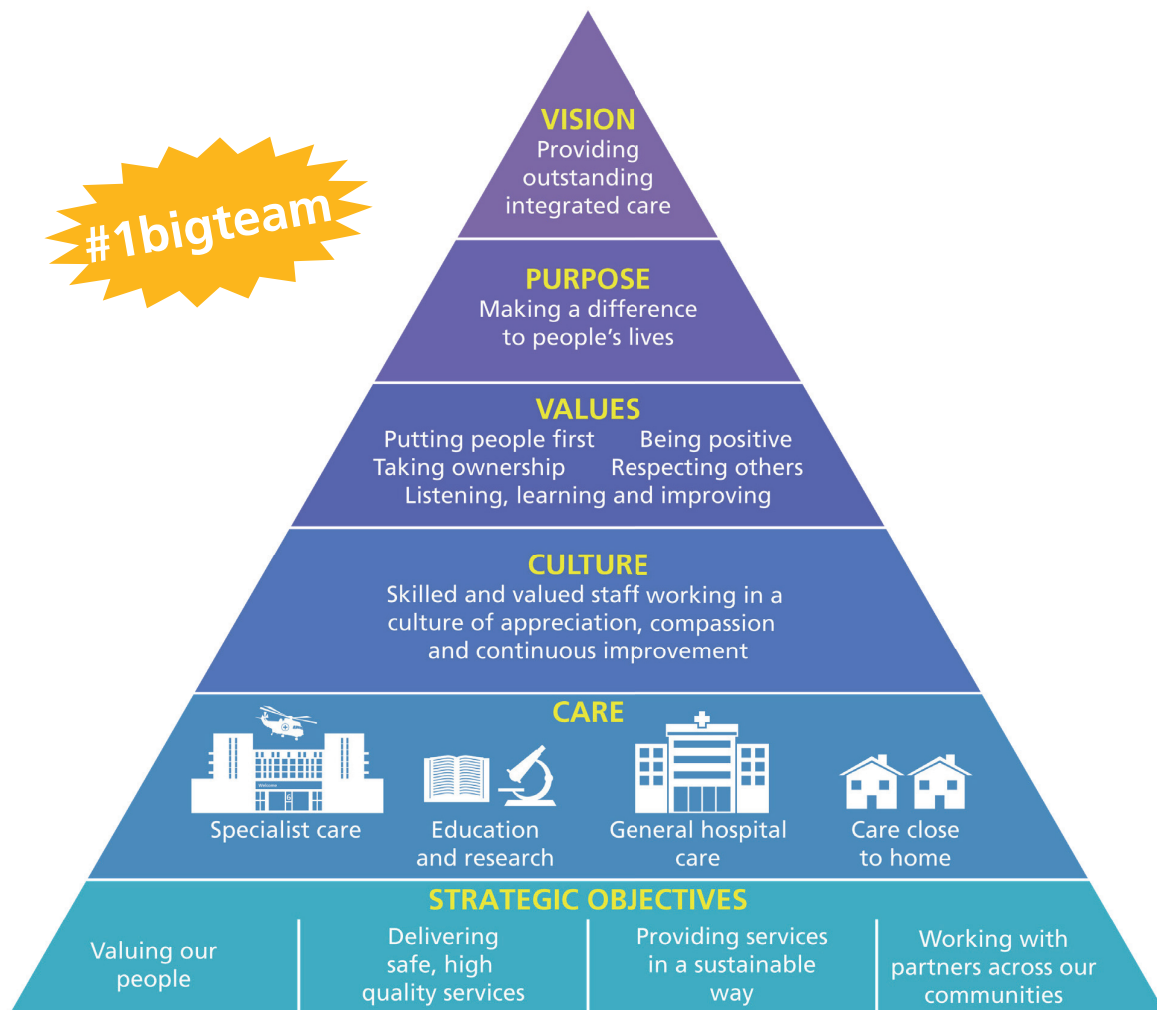 #1bigteam
VISION
Providing
outstanding
integrated care
PURPOSE
Making a difference
to people's lives
VALUES
Putting people first Being positive
Taking ownership Respecting others
Listening, learning and improving
CULTURE
Skilled and valued staff working in a
culture of appreciation, compassion
and continuous improvement
CARE
Welcome
6
Specialist care
Education
and research
General hospital
care
Care close
to home
STRATEGIC OBJECTIVES
Valuing our
people
Delivering
safe, high
quality services
Providing services
in a sustainable
way
Working with
partners across our
communities